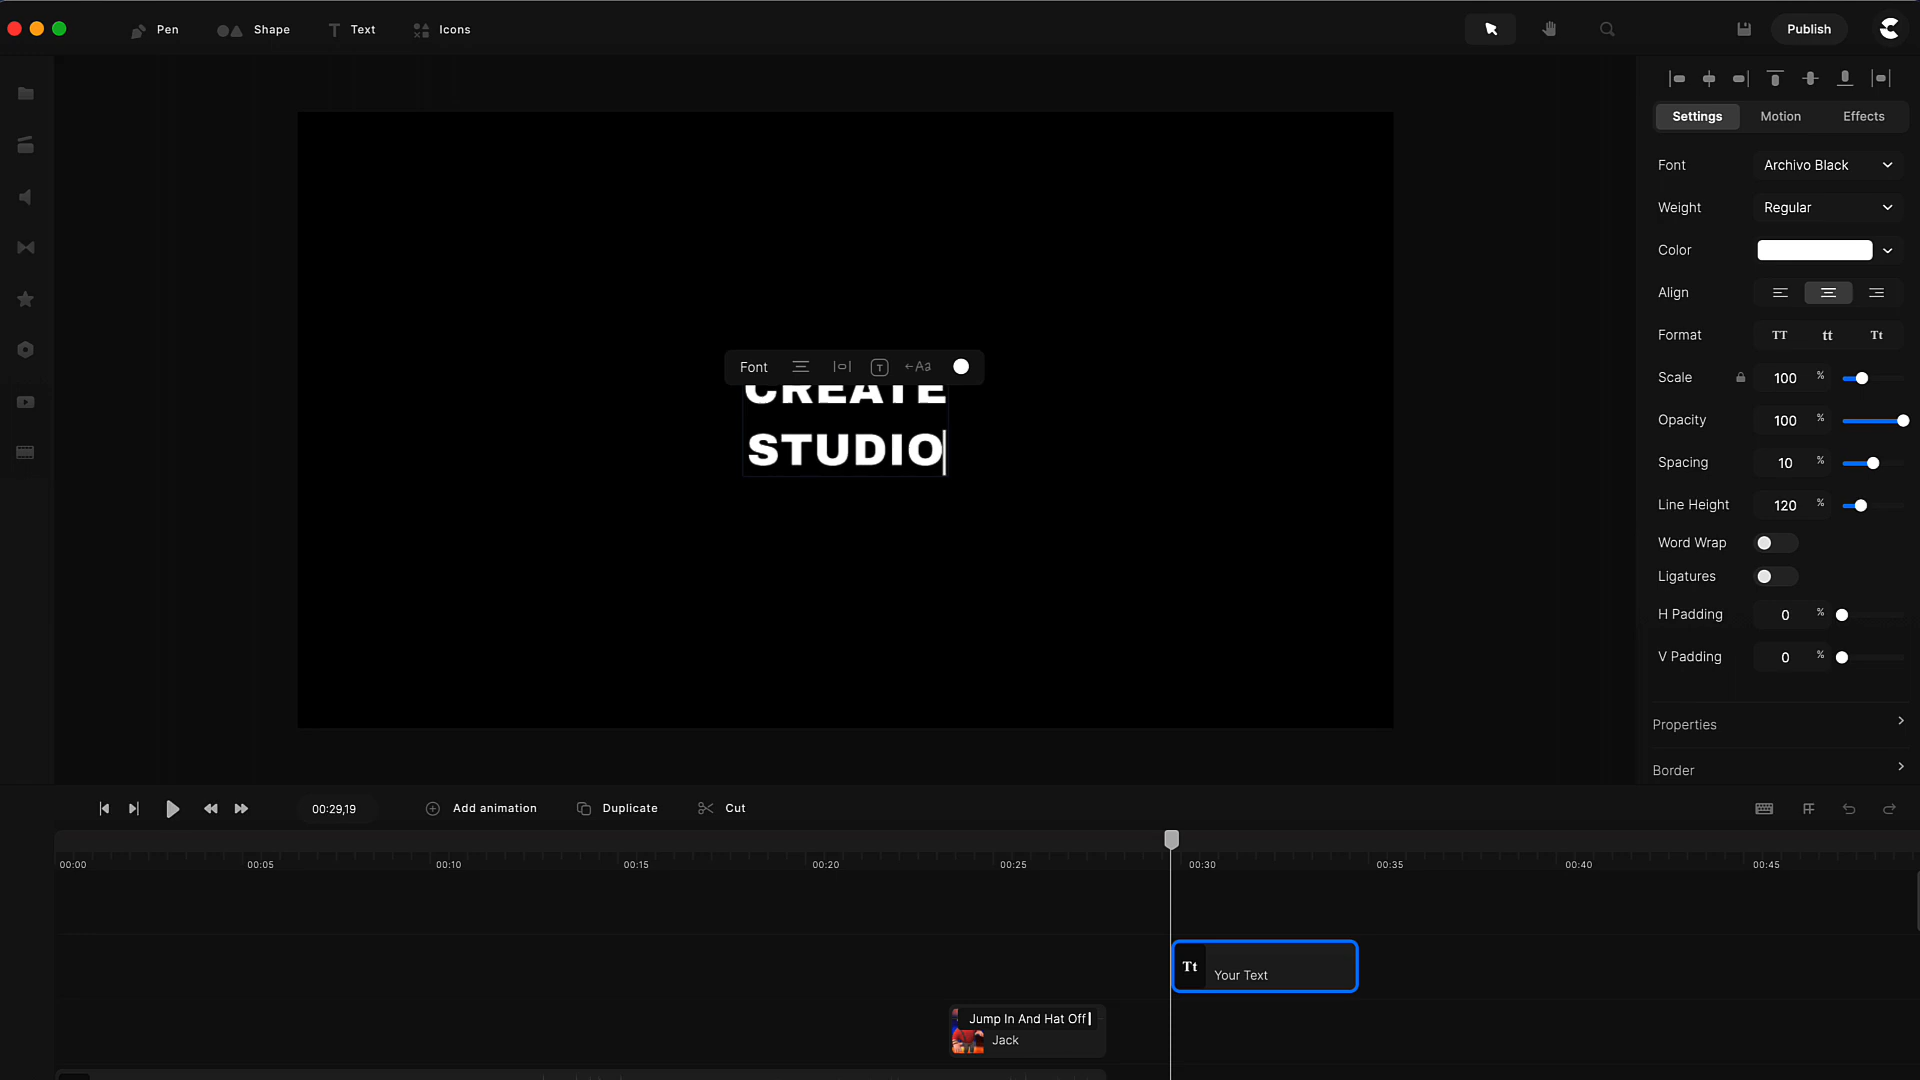 Pen
Shape
Text
Icons
Publish
Settings
Motion
Effects
Font
Archivo Black
Weight
Regular
Color
Align
Format
TT
tt
Tt
Scale
100 %
Opacity
100 %
Spacing
10 %
Line Height
120 %
Word Wrap
Ligatures
H Padding
0 %
V Padding
0 %
Properties
Border
Font
T
Aa
CREATE
STUDIO
00:29,19
Add animation
Duplicate
Cut
00:00
00:05
00:10
00:15
00:20
00:25
00:30
00:35
00:40
00:45
Tt
Your Text
Jump In And Hat Off
Jack